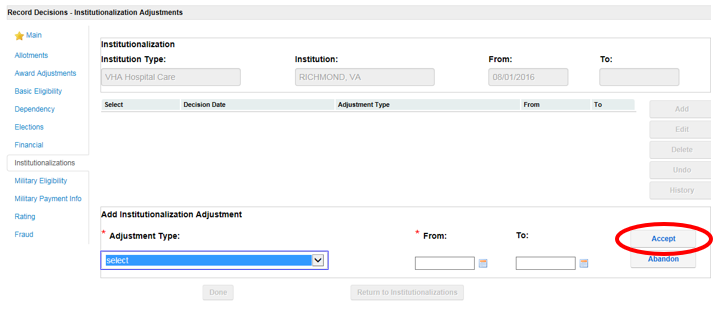 Record Decisions - Institutionalization Adjustments
Main
Allotments
Award Adjustments
Basic Eligibility
Dependency
Elections
Financial
Institutionalizations
Military Eligibility
Military Payment Info
Rating
Fraud
Institutionalization
Institution Type: Institution: From: To:
VHA Hospital Care RICHMOND, VA 08/01/2016
Select Decision Date Adjustment Type From To
Add
Edit
Delete
Undo
History
Add Institutionalization Adjustment
* Adjustment Type: * From: To:
Accept
select
Abandon
Done Return to Institutionalizations